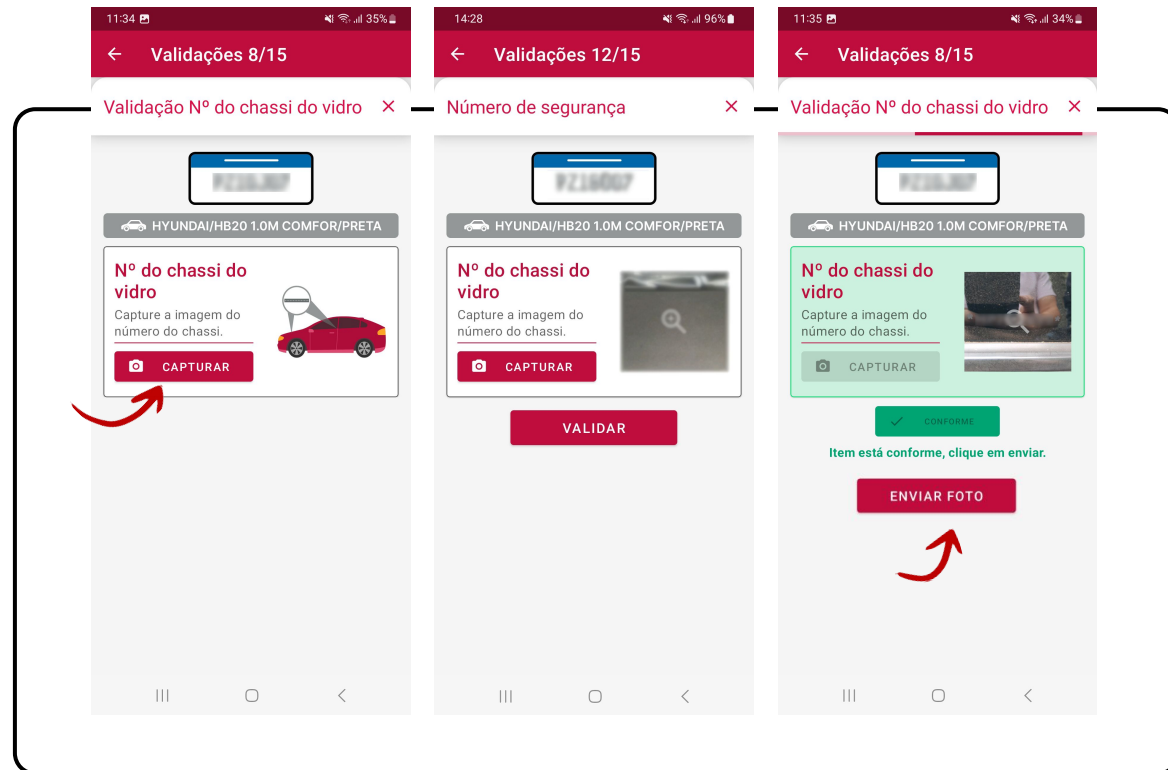 11:34
35%
Validações 8/15
Validação Nº do chassi do vidro
HYUNDAI/HB20 1.0M COMFOR/PRETA
Nº do chassi do
vidro
Capture a imagem do
número do chassi.
CAPTURAR
14:28
96%
Validações 12/15
Número de segurança
HYUNDAI/HB20 1.0M COMFOR/PRETA
Nº do chassi do
vidro
Capture a imagem do
número do chassi.
CAPTURAR
VALIDAR
11:35
34%
Validações 8/15
Validação Nº do chassi do vidro
HYUNDAI/HB20 1.0M COMFOR/PRETA
Nº do chassi do
vidro
Capture a imagem do
número do chassi.
CAPTURAR
CONFORME
Item está conforme, clique em enviar.
ENVIAR FOTO